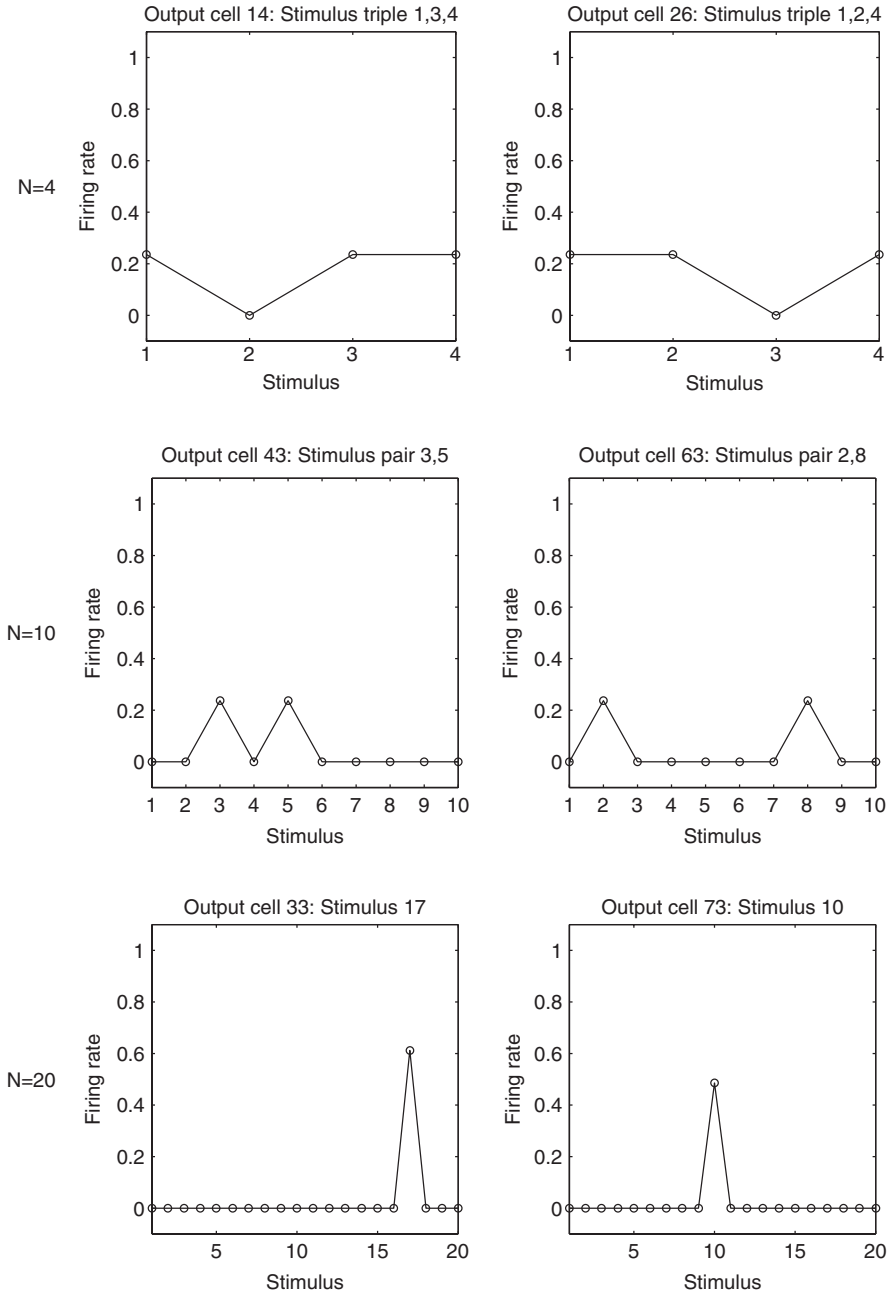 Output cell 14: Stimulus triple 1,3,4
Output cell 26: Stimulus triple 1,2,4
N=4
Firing rate
1
0.8
0.6
0.4
0.2
0
1 2 3 4
Stimulus
Firing rate
1
0.8
0.6
0.4
0.2
0
1 2 3 4
Stimulus
Output cell 43: Stimulus pair 3,5
Output cell 63: Stimulus pair 2,8
N=10
Firing rate
1
0.8
0.6
0.4
0.2
0
1 2 3 4 5 6 7 8 9 10
Stimulus
Firing rate
1
0.8
0.6
0.4
0.2
0
1 2 3 4 5 6 7 8 9 10
Stimulus
Output cell 33: Stimulus 17
Output cell 73: Stimulus 10
N=20
Firing rate
1
0.8
0.6
0.4
0.2
0
5 10 15 20
Stimulus
Firing rate
1
0.8
0.6
0.4
0.2
0
5 10 15 20
Stimulus